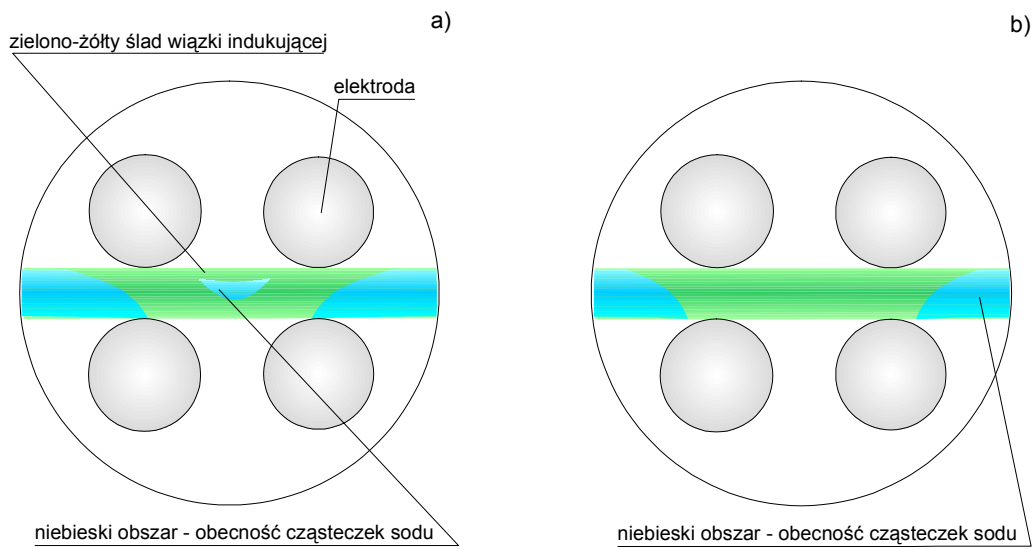 a)
zielono-żółty ślad wiązki indukującej
elektroda
niebieski obszar - obecność cząsteczek sodu
b)
niebieski obszar - obecność cząsteczek sodu